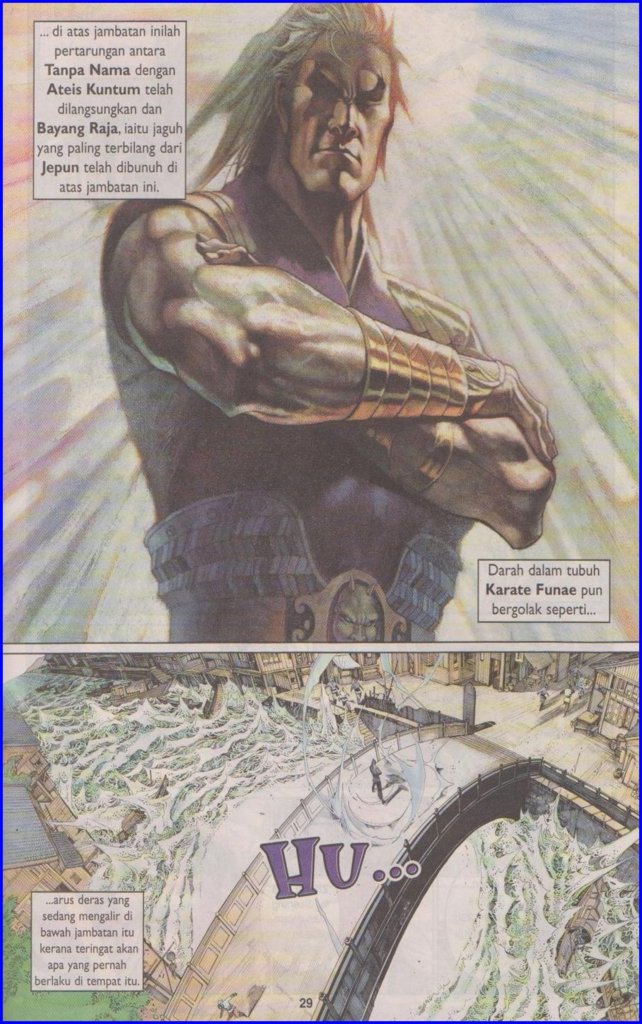 ... di atas jambatan inilah
pertarungan antara
Tanpa Nama dengan
Ateis Kuntum telah
dilangsungkan dan
Bayang Raja, iaitu jaguh
yang paling terbilang dari
Jepun telah dibunuh di
atas jambatan ini.
Darah dalam tubuh
Karate Funae pun
bergolak seperti...
HU...
...arus deras yang
sedang mengalir di
bawah jambatan itu
kerana teringat akan
apa yang pernah
berlaku di tempat itu.
29